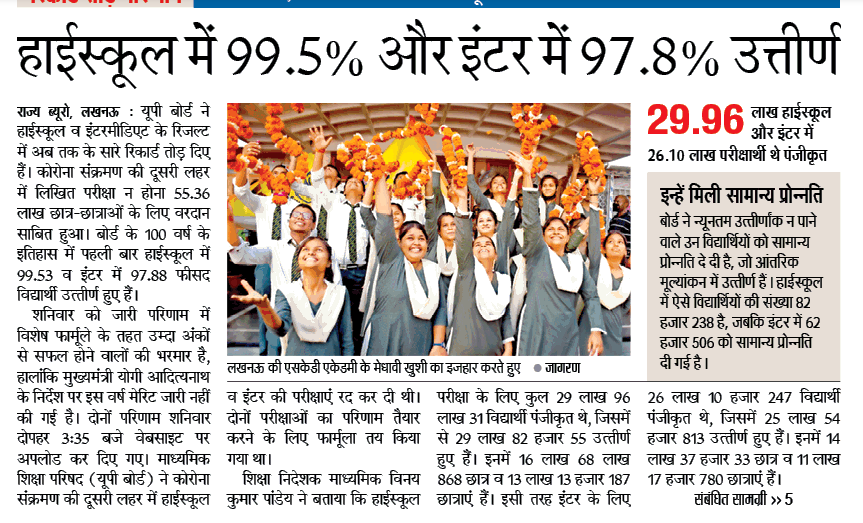 हाईस्कूल में 99.5% और इंटर में 97.8% उत्तीर्ण
राज्य ब्यूरो, लखनऊ : यूपी बोर्ड ने
हाईस्कूल व इंटरमीडिएट के रिजल्ट
में अब तक के सारे रिकार्ड तोड़ दिए
हैं। कोरोना संक्रमण की दूसरी लहर
में लिखित परीक्षा न होना 55.36
लाख छात्र-छात्राओं के लिए वरदान
साबित हुआ। बोर्ड के 100 वर्ष के
इतिहास में पहली बार हाईस्कूल में
99.53 व इंटर में 97.88 फीसद
विद्यार्थी उत्तीर्ण हुए हैं।
शनिवार को जारी परिणाम में
विशेष फार्मूले के तहत उम्दा अंकों
से सफल होने वालों की भरमार है,
हालांकि मुख्यमंत्री योगी आदित्यनाथ
के निर्देश पर इस वर्ष मेरिट जारी नहीं
की गई है। दोनों परिणाम शनिवार
दोपहर 3:35 बजे वेबसाइट पर
अपलोड कर दिए गए। माध्यमिक
शिक्षा परिषद (यूपी बोर्ड) ने कोरोना
संक्रमण की दूसरी लहर में हाईस्कूल
लखनऊ की एसकेडी एकेडमी के मेधावी खुशी का इजहार करते हुए ● जागरण
व इंटर की परीक्षाएं रद कर दी थी।
दोनों परीक्षाओं का परिणाम तैयार
करने के लिए फार्मूला तय किया
गया था।
शिक्षा निदेशक माध्यमिक विनय
कुमार पांडेय ने बताया कि हाईस्कूल
परीक्षा के लिए कुल 29 लाख 96
लाख 31 विद्यार्थी पंजीकृत थे, जिसमें
से 29 लाख 82 हजार 55 उत्तीर्ण
हुए हैं। इनमें 16 लाख 68 लाख
868 छात्र व 13 लाख 13 हजार 187
छात्राएं हैं। इसी तरह इंटर के लिए
29.96 लाख हाईस्कूल
और इंटर में
26.10 लाख परीक्षार्थी थे पंजीकृत
इन्हें मिली सामान्य प्रोन्नति
बोर्ड ने न्यूनतम उत्तीर्णांक न पाने
वाले उन विद्यार्थियों को सामान्य
प्रोन्नति दे दी है, जो आंतरिक
मूल्यांकन में उत्तीर्ण हैं। हाईस्कूल
में ऐसे विद्यार्थियों की संख्या 82
हजार 238 है, जबकि इंटर में 62
हजार 506 को सामान्य प्रोन्नति
दी गई है।
26 लाख 10 हजार 247 विद्यार्थी
पंजीकृत थे, जिसमें 25 लाख 54
हजार 813 उत्तीर्ण हुए हैं। इनमें 14
लाख 37 हजार 33 छात्र व 11 लाख
17 हजार 780 छात्राएं हैं।
संबंधित सामग्री >> 5